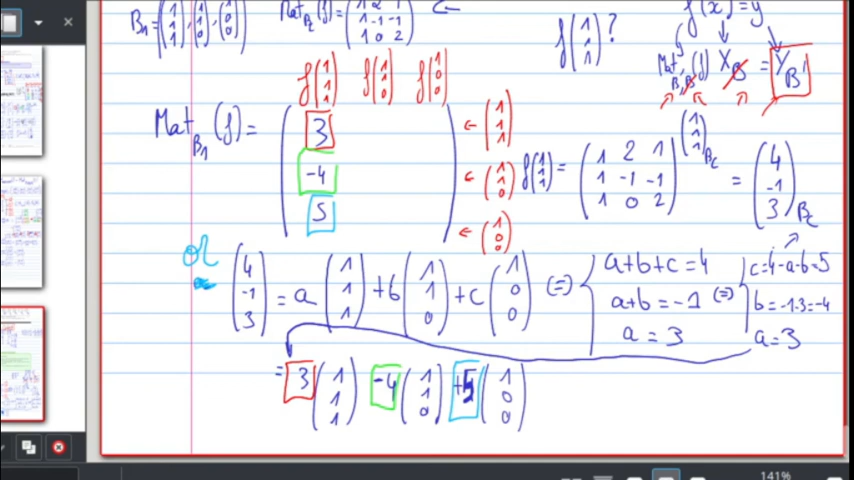 B₁ = (1 1 1), (1 1 0), (1 0 0)
Mat_Bc(f) = (1 2 1 / 1 -1 -1 / 1 0 2)
f(1 1 1)?
f(x) = y
Mat_B,B'(f) X_B = Y_B'
f(1 1 1) f(1 1 0) f(1 0 0)
Mat_B₁(f) = ( 3 / -4 / 5 )
← (1 1 1)
← (1 1 0)
← (1 0 0)
f(1 1 1) = (1 2 1 / 1 -1 -1 / 1 0 2) (1 1 1)_Bc = (4 -1 3)_Bc
or
(4 -1 3) = a (1 1 1) + b (1 1 0) + c (1 0 0) (=) { a+b+c = 4 / a+b = -1 / a = 3 (=) { c = 4-a-b = 5 / b = -1-3 = -4 / a = 3
= 3 (1 1 1) -4 (1 1 0) +5 (1 0 0)
141%